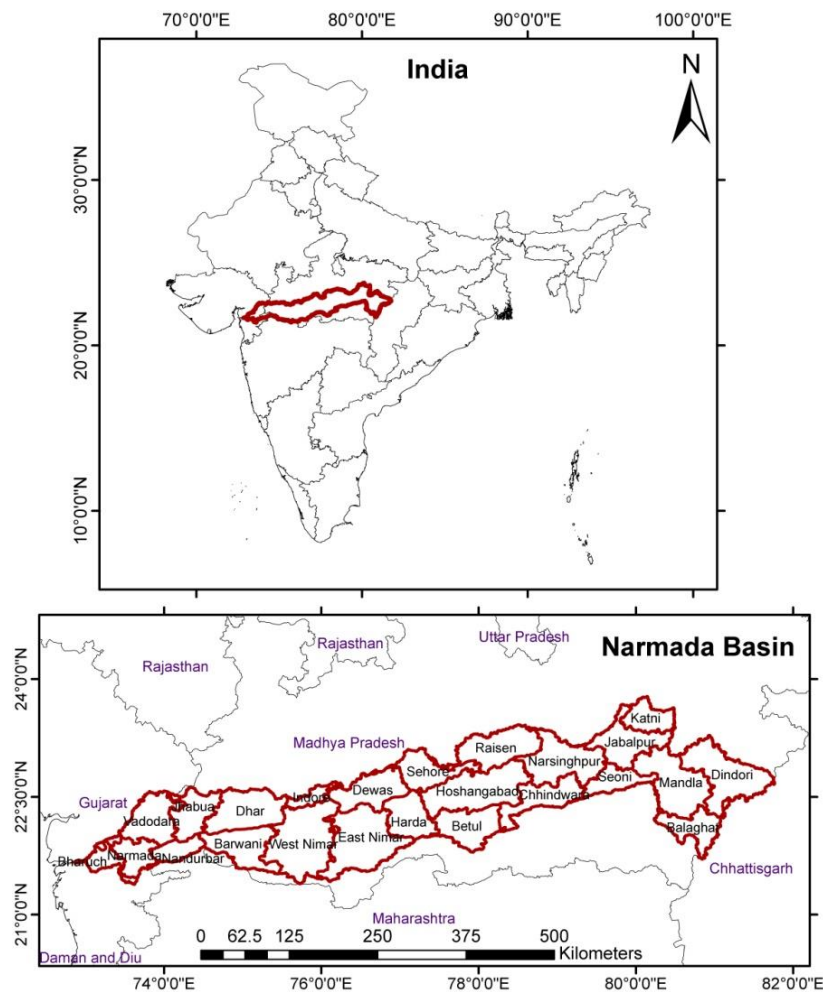 70°0'0"N 80°0'0"N 90°0'0"N 100°0'0"N
India
N
30°0'0"N
20°0'0"N
10°0'0"N
Narmada Basin
Rajasthan
Rajasthan
Uttar Pradesh
24°0'0"N
Madhya Pradesh
Katni
Jabalpur
Raisen
Narsinghpur
Sehore
Seoni
Mandla
Dindori
22°30'0"N
Gujarat
Jhabua
Indore
Dewas
Hoshangabad
Chhindwara
Vadodara
Dhar
Harda
Betul
Balaghat
Barwani
West Nimar
East Nimar
Bharuch
Narmada
Nandurbar
Chhattisgarh
21°0'0"N
Maharashtra
0 62.5 125 250 375 500
Kilometers
Daman and Diu
74°0'0"E 76°0'0"E 78°0'0"E 80°0'0"E 82°0'0"E